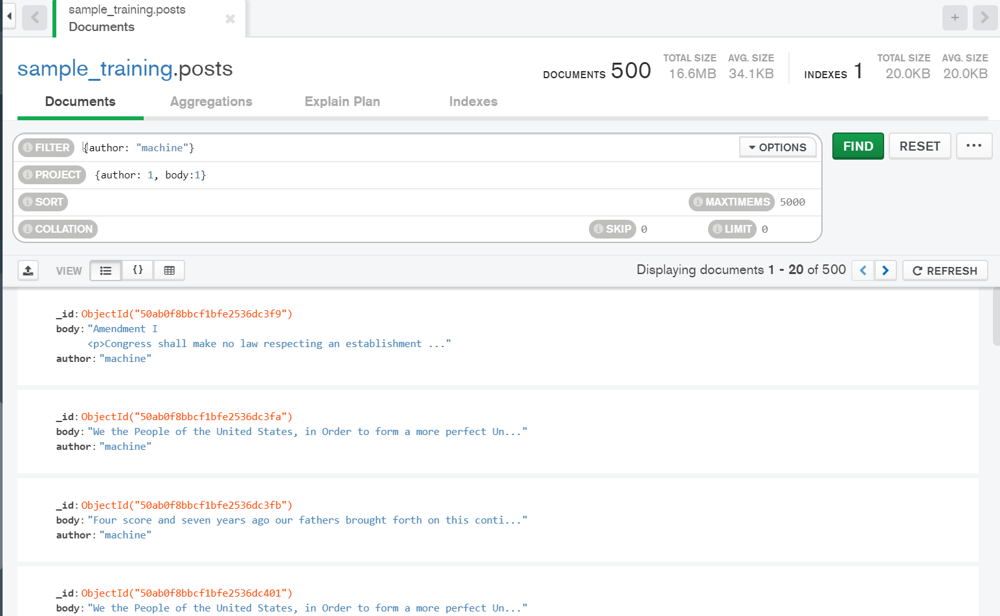 sample_training.posts
Documents
sample_training.posts
DOCUMENTS 500 TOTAL SIZE 16.6MB AVG. SIZE 34.1KB INDEXES 1 TOTAL SIZE 20.0KB AVG. SIZE 20.0KB
Documents Aggregations Explain Plan Indexes
FILTER {author: "machine"} OPTIONS FIND RESET ...
PROJECT {author: 1, body:1}
SORT MAXTIMEMS 5000
COLLATION SKIP 0 LIMIT 0
VIEW {} Displaying documents 1 - 20 of 500 REFRESH
_id: ObjectId("50ab0f8bbcf1bfe2536dc3f9")
body: "Amendment I
<p>Congress shall make no law respecting an establishment ..."
author: "machine"
_id: ObjectId("50ab0f8bbcf1bfe2536dc3fa")
body: "We the People of the United States, in Order to form a more perfect Un..."
author: "machine"
_id: ObjectId("50ab0f8bbcf1bfe2536dc3fb")
body: "Four score and seven years ago our fathers brought forth on this conti..."
author: "machine"
_id: ObjectId("50ab0f8bbcf1bfe2536dc401")
body: "We the People of the United States, in Order to form a more perfect Un..."